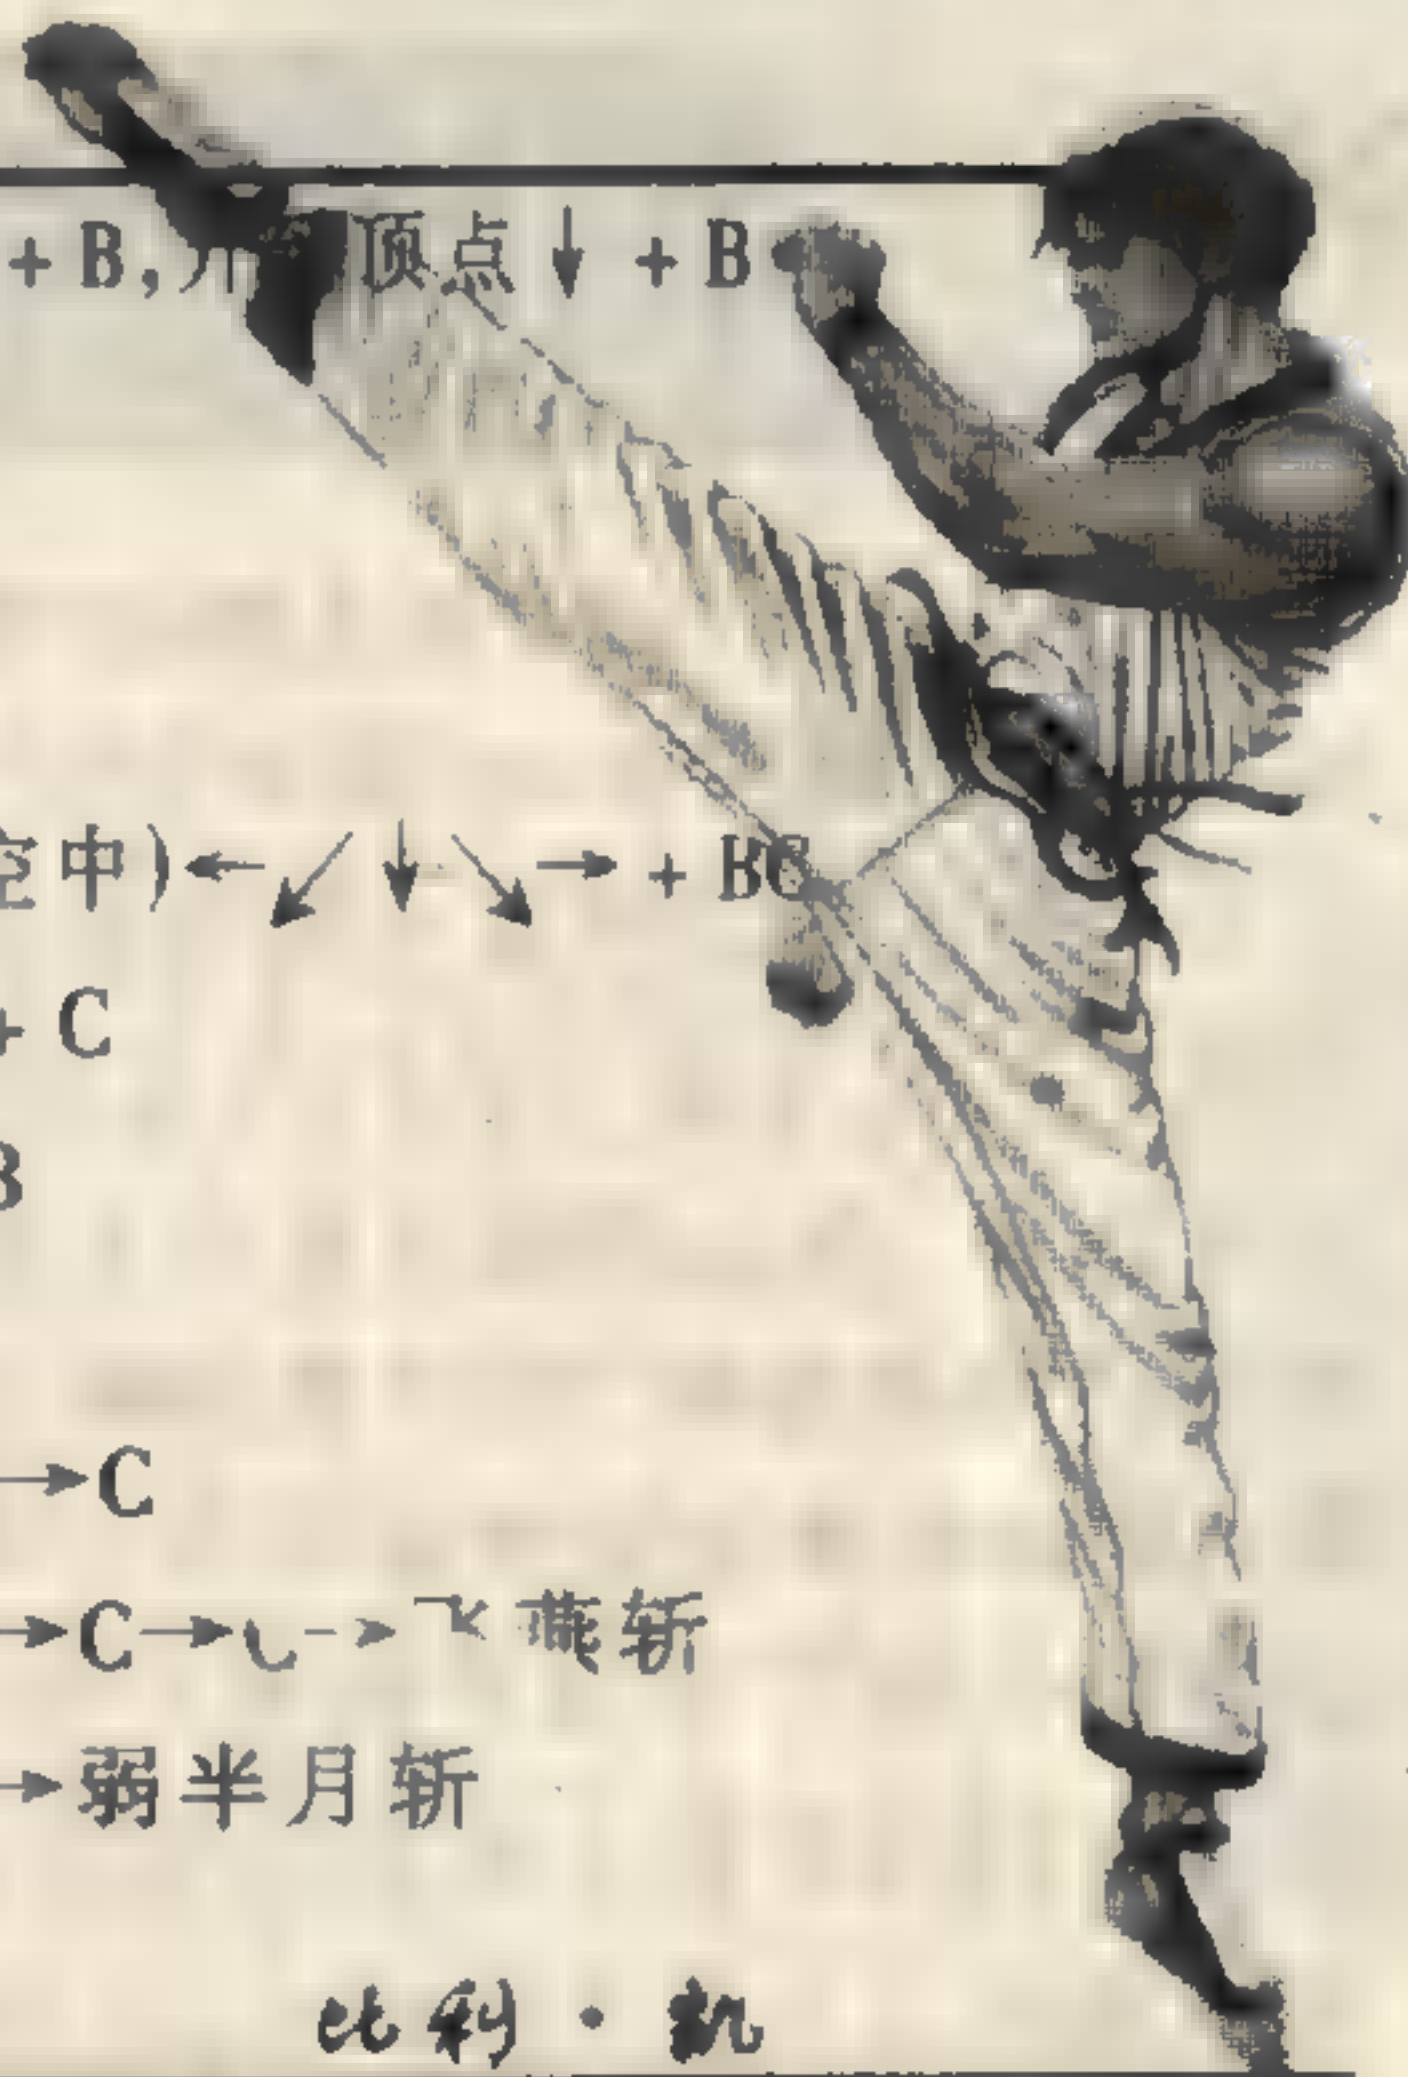 + B, 顶点 ↓ + B
空中)← ↙ ↓ ↘ → + BC
+ C
B
→C
→C→C→飞燕斩
→弱半月斩
比利·凯